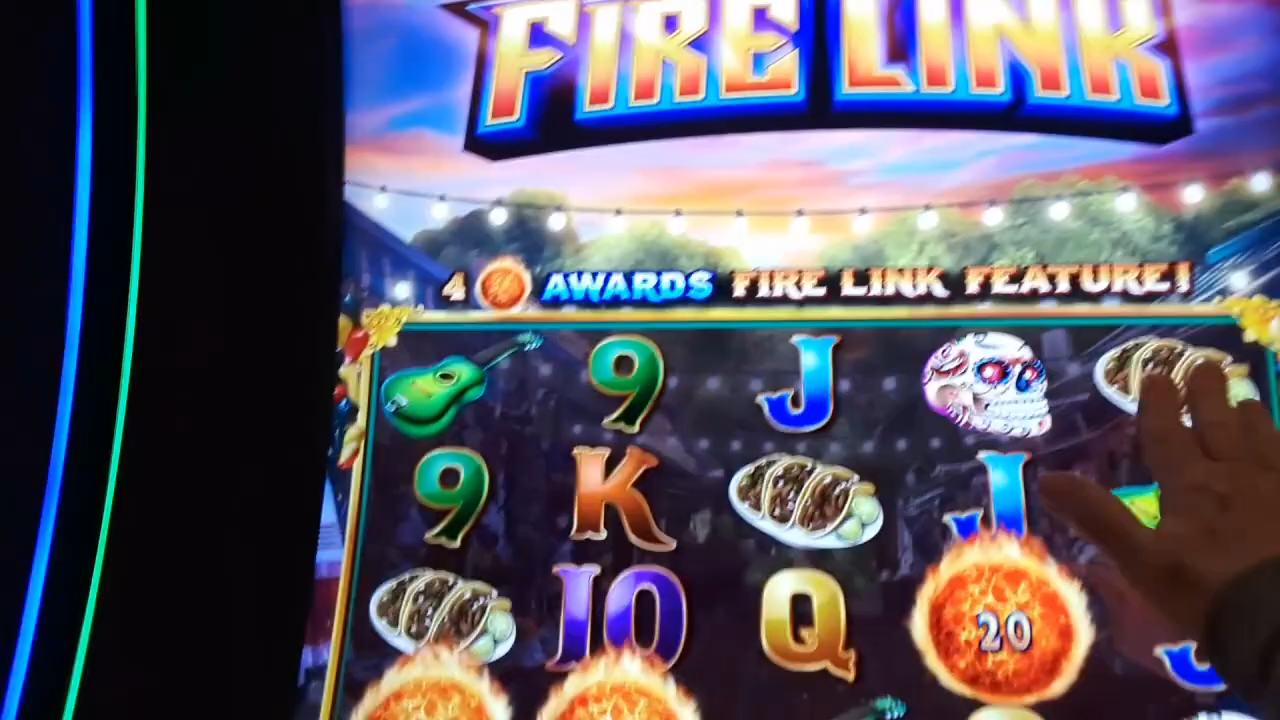 FIRE LINK
4 AWARDS FIRE LINK FEATURE!
9 J
9 K J
10 Q 20
J